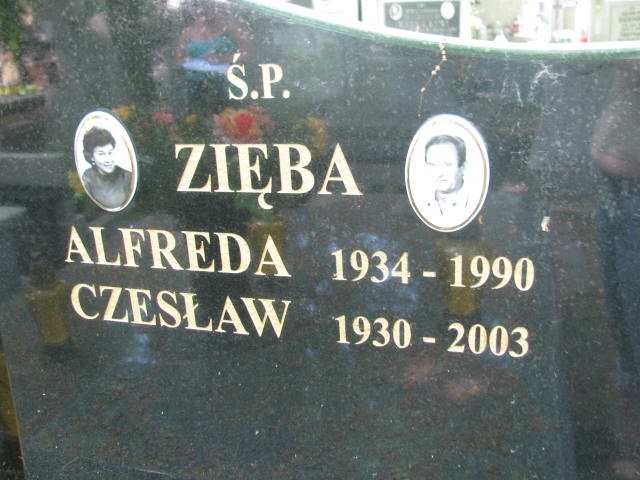 Ś.P.
ZIĘBA
ALFREDA 1934 - 1990
CZESŁAW 1930 - 2003